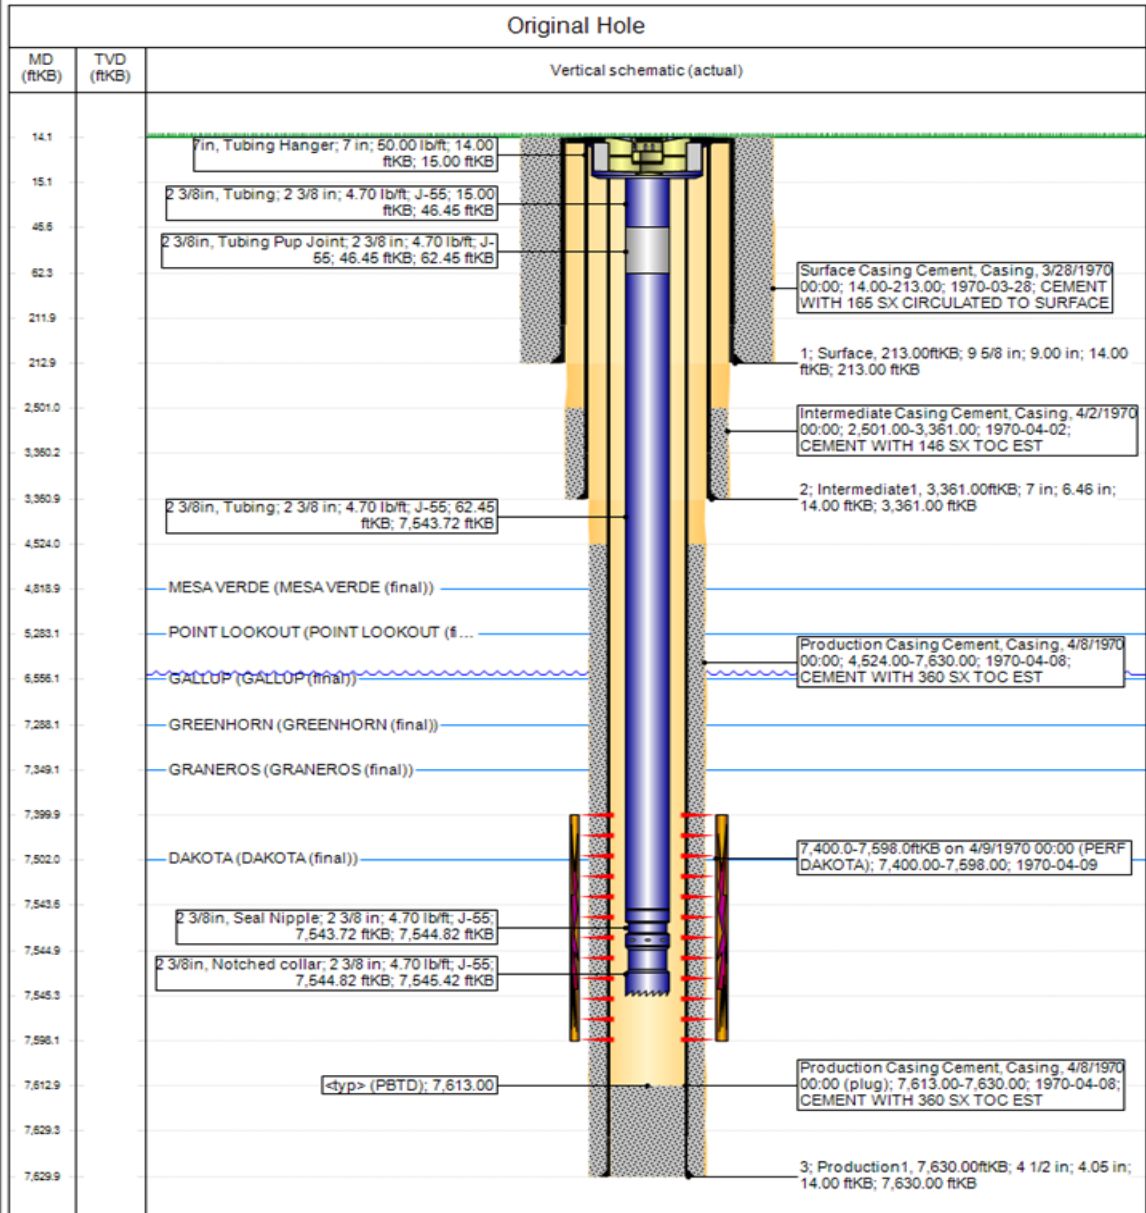 Original Hole
MD
(ftKB)
TVD
(ftKB)
Vertical schematic (actual)
14.1
7in, Tubing Hanger; 7 in; 50.00 lb/ft; 14.00
ftKB; 15.00 ftKB
15.1
2 3/8in, Tubing; 2 3/8 in; 4.70 lb/ft; J-55; 15.00
ftKB; 46.45 ftKB
46.6
2 3/8in, Tubing Pup Joint; 2 3/8 in; 4.70 lb/ft; J-
55; 46.45 ftKB; 62.45 ftKB
62.3
Surface Casing Cement, Casing, 3/28/1970
00:00; 14.00-213.00; 1970-03-28; CEMENT
WITH 165 SX CIRCULATED TO SURFACE
211.9
212.9
1; Surface, 213.00ftKB; 9 5/8 in; 9.00 in; 14.00
ftKB; 213.00 ftKB
2,501.0
Intermediate Casing Cement, Casing, 4/2/1970
00:00; 2,501.00-3,361.00; 1970-04-02;
CEMENT WITH 146 SX TOC EST
3,360.2
3,360.9
2; Intermediate1, 3,361.00ftKB; 7 in; 6.46 in;
14.00 ftKB; 3,361.00 ftKB
2 3/8in, Tubing; 2 3/8 in; 4.70 lb/ft; J-55; 62.45
ftKB; 7,543.72 ftKB
4,524.0
4,818.9
MESA VERDE (MESA VERDE (final))
5,283.1
POINT LOOKOUT (POINT LOOKOUT (fi...
Production Casing Cement, Casing, 4/8/1970
00:00; 4,524.00-7,630.00; 1970-04-08;
CEMENT WITH 360 SX TOC EST
6,556.1
GALLUP (GALLUP (final))
7,288.1
GREENHORN (GREENHORN (final))
7,349.1
GRANEROS (GRANEROS (final))
7,399.9
7,502.0
DAKOTA (DAKOTA (final))
7,400.0-7,598.0ftKB on 4/9/1970 00:00 (PERF
DAKOTA); 7,400.00-7,598.00; 1970-04-09
7,543.6
2 3/8in, Seal Nipple; 2 3/8 in; 4.70 lb/ft; J-55;
7,543.72 ftKB; 7,544.82 ftKB
7,544.9
2 3/8in, Notched collar; 2 3/8 in; 4.70 lb/ft; J-55;
7,544.82 ftKB; 7,545.42 ftKB
7,545.3
7,598.1
<typ> (PBTD); 7,613.00
7,612.9
Production Casing Cement, Casing, 4/8/1970
00:00 (plug); 7,613.00-7,630.00; 1970-04-08;
CEMENT WITH 360 SX TOC EST
7,629.3
7,629.9
3; Production1, 7,630.00ftKB; 4 1/2 in; 4.05 in;
14.00 ftKB; 7,630.00 ftKB